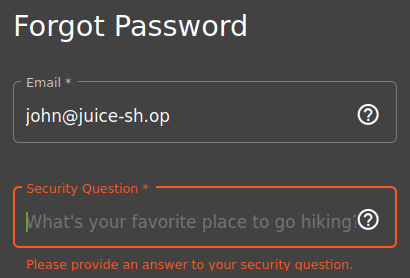 Forgot Password
Email *
john@juice-sh.op
Security Question *
What's your favorite place to go hiking?
Please provide an answer to your security question.